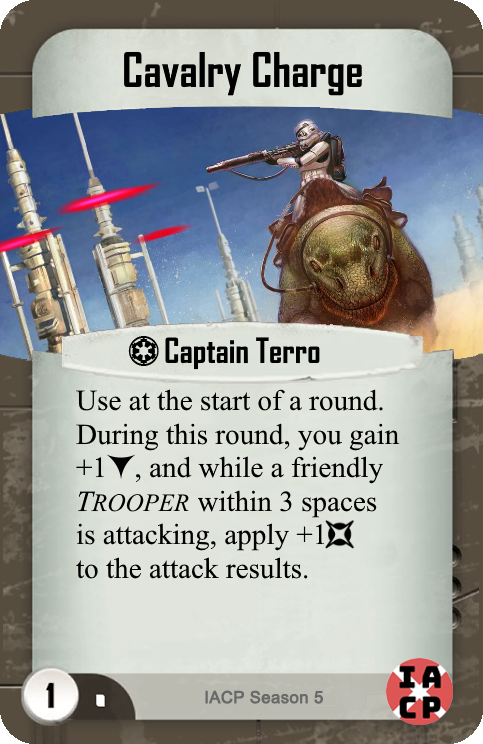 Cavalry Charge
Captain Terro
Use at the start of a round.
During this round, you gain
+1, and while a friendly
TROOPER within 3 spaces
is attacking, apply +1
to the attack results.
1
IACP Season 5
IA
CP